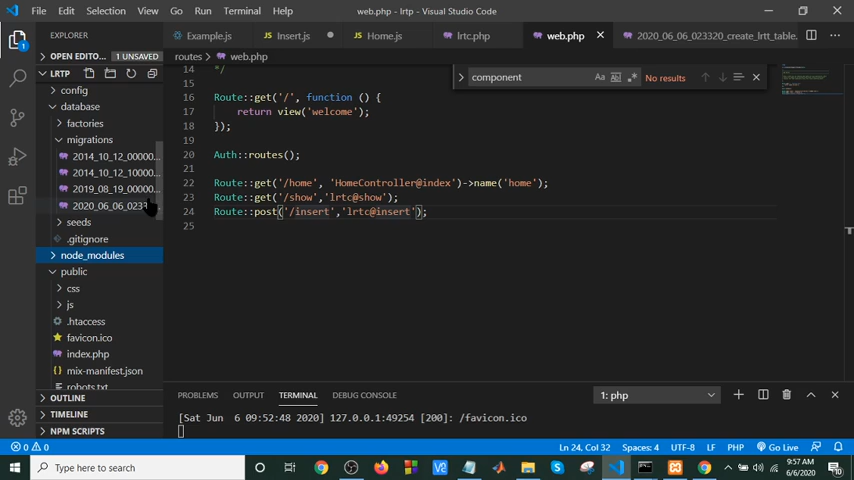 File Edit Selection View Go Run Terminal Help web.php - lrtp - Visual Studio Code
EXPLORER
Example.js Insert.js Home.js lrtc.php web.php 2020_06_06_023320_create_lrtt_table.
OPEN EDITO... 1 UNSAVED
routes > web.php
LRTP
component Aa Ab| .* No results
config
database
factories
migrations
2014_10_12_00000...
2014_10_12_10000...
2019_08_19_00000...
2020_06_06_0233
seeds
.gitignore
node_modules
public
css
js
.htaccess
favicon.ico
index.php
mix-manifest.json
robots.txt
OUTLINE
TIMELINE
NPM SCRIPTS
14 */
15
16 Route::get('/', function () {
17 return view('welcome');
18 });
19
20 Auth::routes();
21
22 Route::get('/home', 'HomeController@index')->name('home');
23 Route::get('/show','lrtc@show');
24 Route::post('/insert','lrtc@insert');
25
PROBLEMS OUTPUT TERMINAL DEBUG CONSOLE 1: php
[Sat Jun 6 09:52:48 2020] 127.0.0.1:49254 [200]: /favicon.ico
0 0 Ln 24, Col 32 Spaces: 4 UTF-8 LF PHP Go Live
Type here to search
9:57 AM
6/6/2020